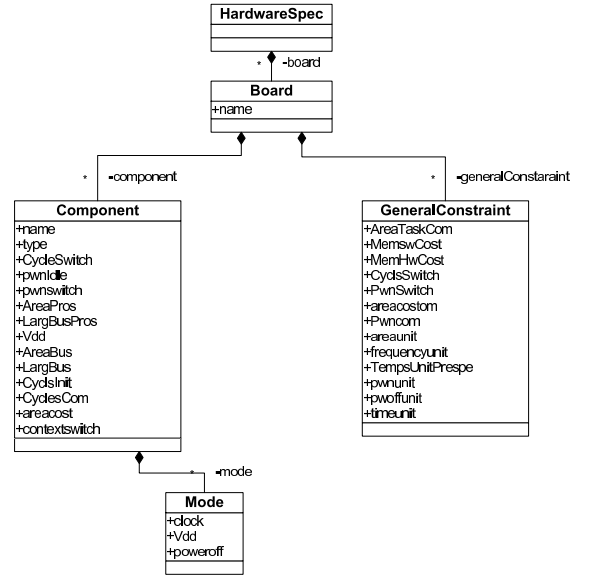 HardwareSpec
* -board
Board
+name
* -component
* -generalConstaraint
Component
+name
+type
+CycleSwitch
+pwnIdle
+pwnswitch
+AreaPros
+LargBusPros
+Vdd
+AreaBus
+LargBus
+CyclsInit
+CyclesCom
+areacost
+contextswitch
GeneralConstraint
+AreaTaskCom
+MemswCost
+MemHwCost
+CyclsSwitch
+PwnSwitch
+areacostom
+Pwncom
+areaunit
+frequencyunit
+TempsUnitPrespe
+pwnunit
+pwoffunit
+timeuniit
* -mode
Mode
+clock
+Vdd
+poweroff